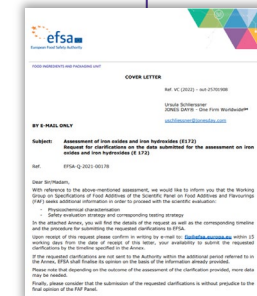 efsa
European Food Safety Authority
FOOD INGREDIENTS AND PACKAGING UNIT
COVER LETTER
Ref. VC (2022) – out-
Ursula Schliessner
JONES DAY® - One Firm Worldwide℠
uschliessner@jonesday.com
BY E-MAIL ONLY
Subject: Assessment of iron oxides and iron hydroxides (E172)
Request for clarifications on the data submitted for the assessment on iron
oxides and iron hydroxides (E 172)
Ref. EFSA-Q-2021-00178
Dear Sir/Madam,
With reference to the above-mentioned assessment, we would like to inform you that the Working
Group on Specifications of Food Additives of the Scientific Panel on Food Additives and Flavourings
(FAF) seeks additional information in order to proceed with the scientific evaluation:
- Physicochemical characterisation
- Safety evaluation strategy and corresponding testing strategy
In the attached Annex, you will find the details of the request as well as the corresponding timeline
and the procedure for submitting the requested clarifications to EFSA.
Upon receipt of this request please confirm in writing by e-mail to: fip@efsa.europa.eu within 15
working days from the date of receipt of this letter, your availability to submit the requested
clarifications by the timeline specified in the Annex.
If the requested clarifications are not sent to the Authority within the additional period referred to in
the Annex, EFSA shall finalise its opinion on the basis of the information already provided.
Please note that depending on the outcome of the assessment of the clarification provided, more data
may be needed.
Finally, please consider that the submission of the requested clarifications is without prejudice to the
final opinion of the FAF Panel.